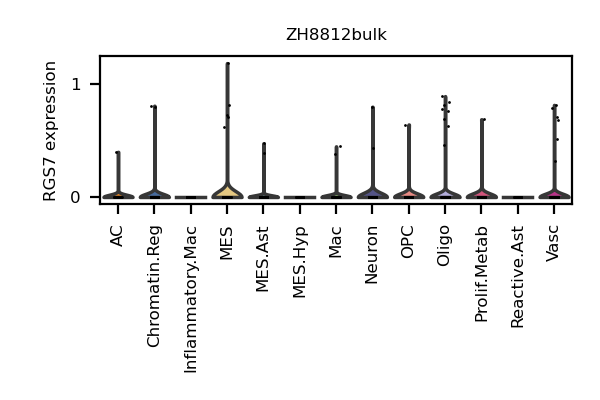 ZH8812bulk
RGS7 expression
1
0
AC
Chromatin.Reg
Inflammatory.Mac
MES
MES.Ast
MES.Hyp
Mac
Neuron
OPC
Oligo
Prolif.Metab
Reactive.Ast
Vasc